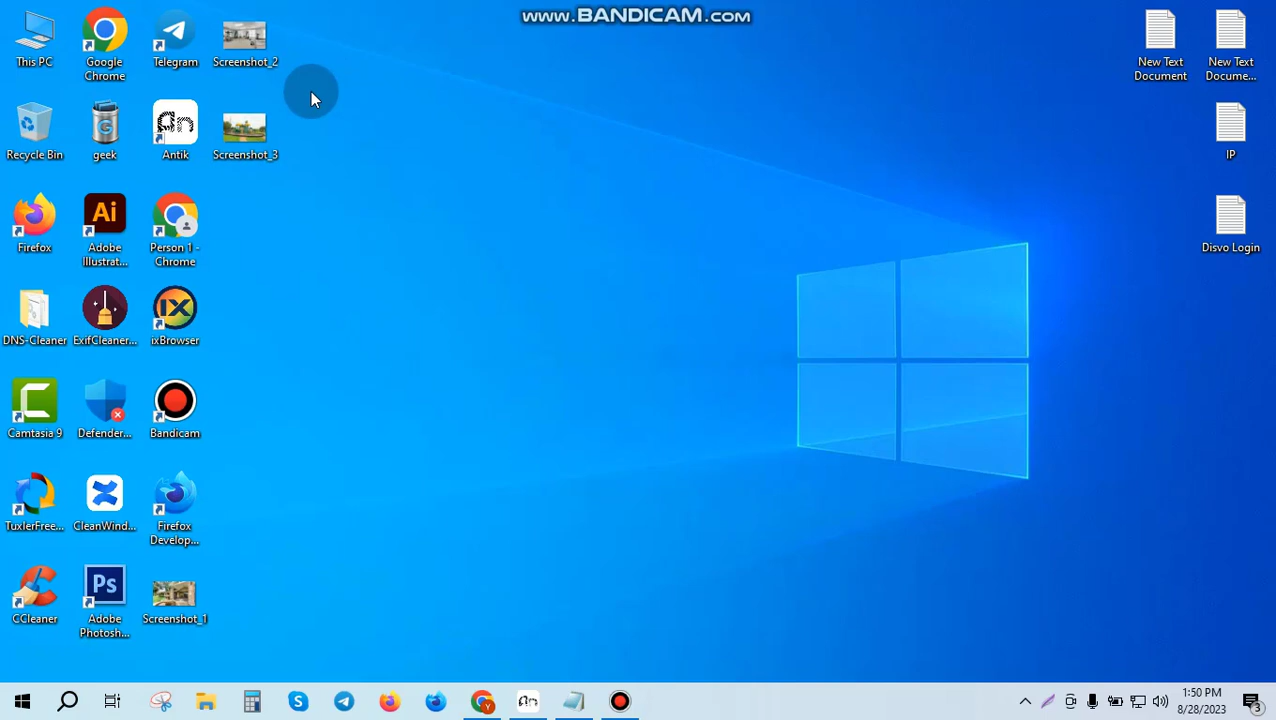 www.BANDICAM.com
This PC
Google
Chrome
Telegram
Screenshot_2
New Text
Document
New Text
Docume...
Recycle Bin
geek
Antik
Screenshot_3
IP
Firefox
Adobe
Illustrat...
Person 1 -
Chrome
Disvo Login
DNS-Cleaner
ExifCleaner...
ixBrowser
Camtasia 9
Defender...
Bandicam
TuxlerFree...
CleanWind...
Firefox
Develop...
CCleaner
Adobe
Photosh...
Screenshot_1
1:50 PM
8/28/2023
3